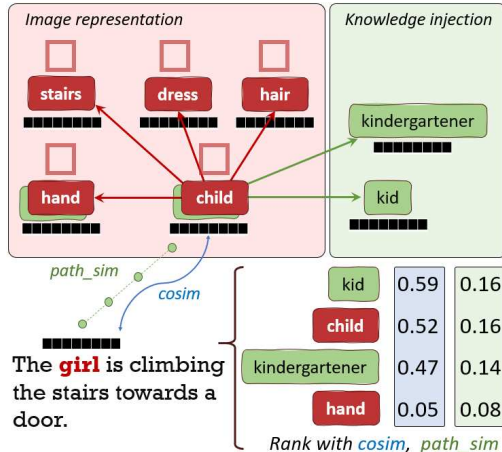 Image representation
Knowledge injection
stairs
dress
hair
kindergartener
hand
child
kid
path_sim
cosim
The girl is climbing
the stairs towards a
door.
kid 0.59 0.16
child 0.52 0.16
kindergartener 0.47 0.14
hand 0.05 0.08
Rank with cosim, path_sim